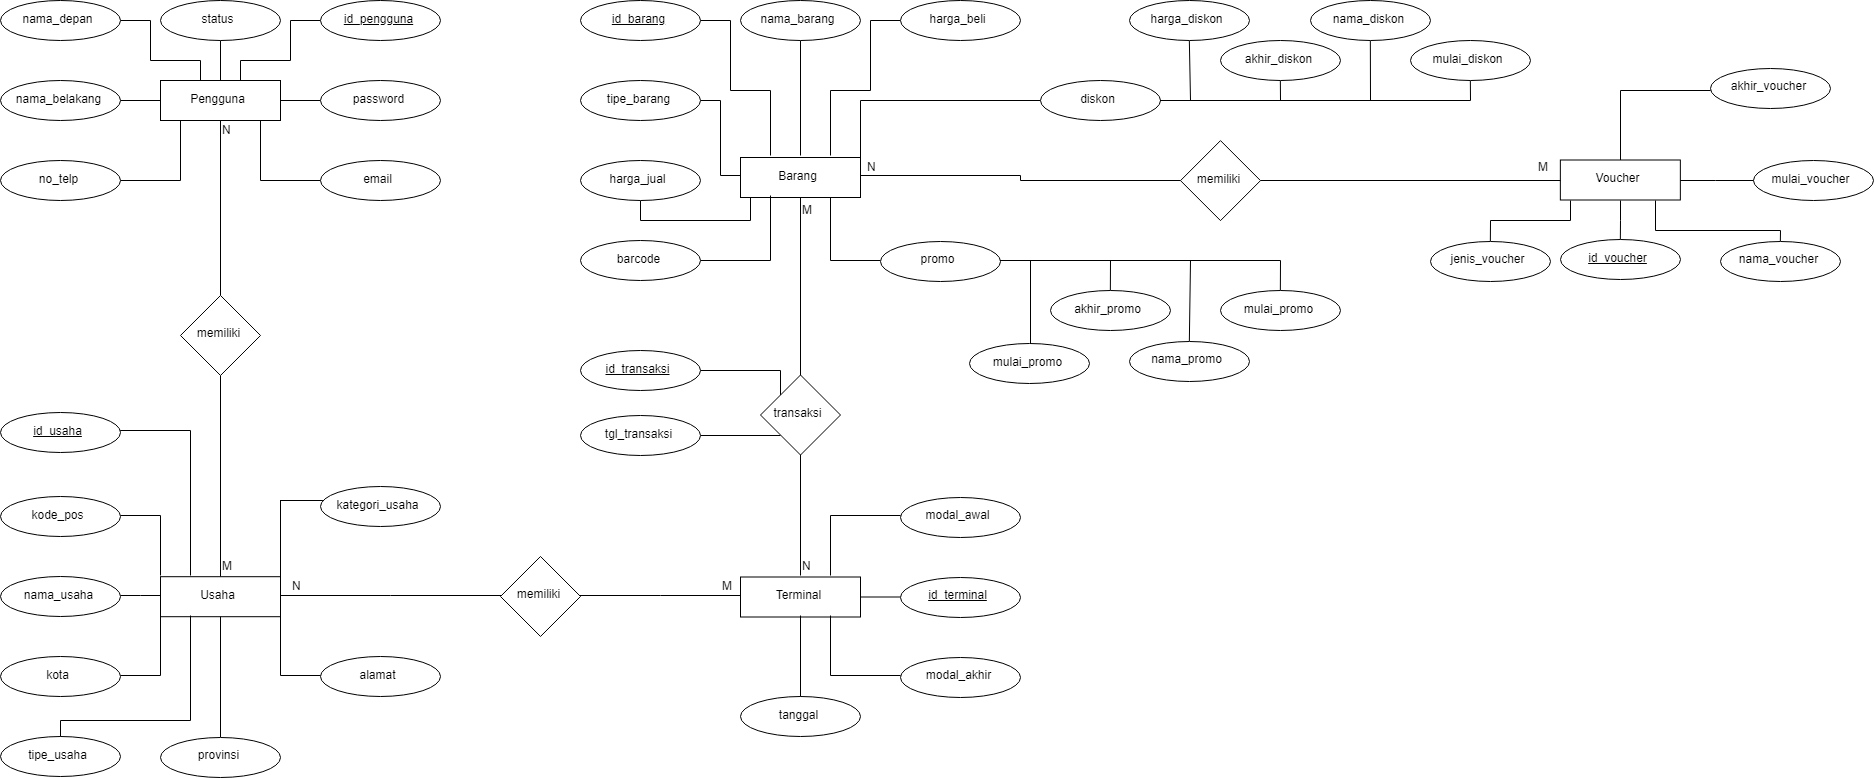 nama_depan
status
id_pengguna
nama_belakang
Pengguna
password
N
no_telp
email
memiliki
id_usaha
kode_pos
kategori_usaha
M
nama_usaha
Usaha
N
memiliki
M
kota
alamat
tipe_usaha
provinsi
id_barang
nama_barang
harga_beli
tipe_barang
harga_jual
Barang
N
M
barcode
diskon
harga_diskon
akhir_diskon
nama_diskon
mulai_diskon
memiliki
M
Voucher
akhir_voucher
mulai_voucher
jenis_voucher
id_voucher
nama_voucher
promo
mulai_promo
akhir_promo
nama_promo
mulai_promo
id_transaksi
transaksi
tgl_transaksi
N
Terminal
modal_awal
id_terminal
modal_akhir
tanggal